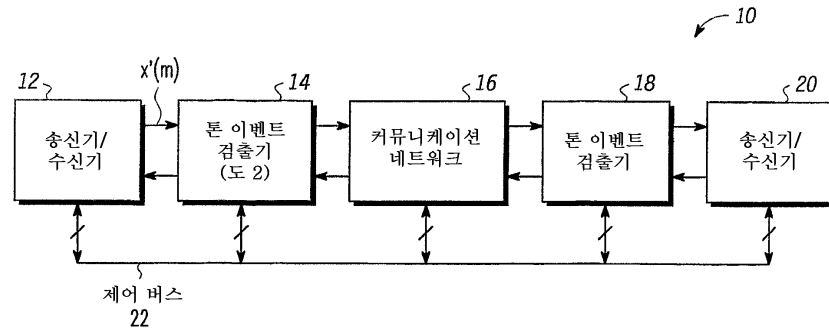 10
12
x'(m)
14
16
18
20
송신기/
수신기
톤 이벤트
검출기
(도 2)
커뮤니케이션
네트워크
톤 이벤트
검출기
송신기/
수신기
제어 버스
22